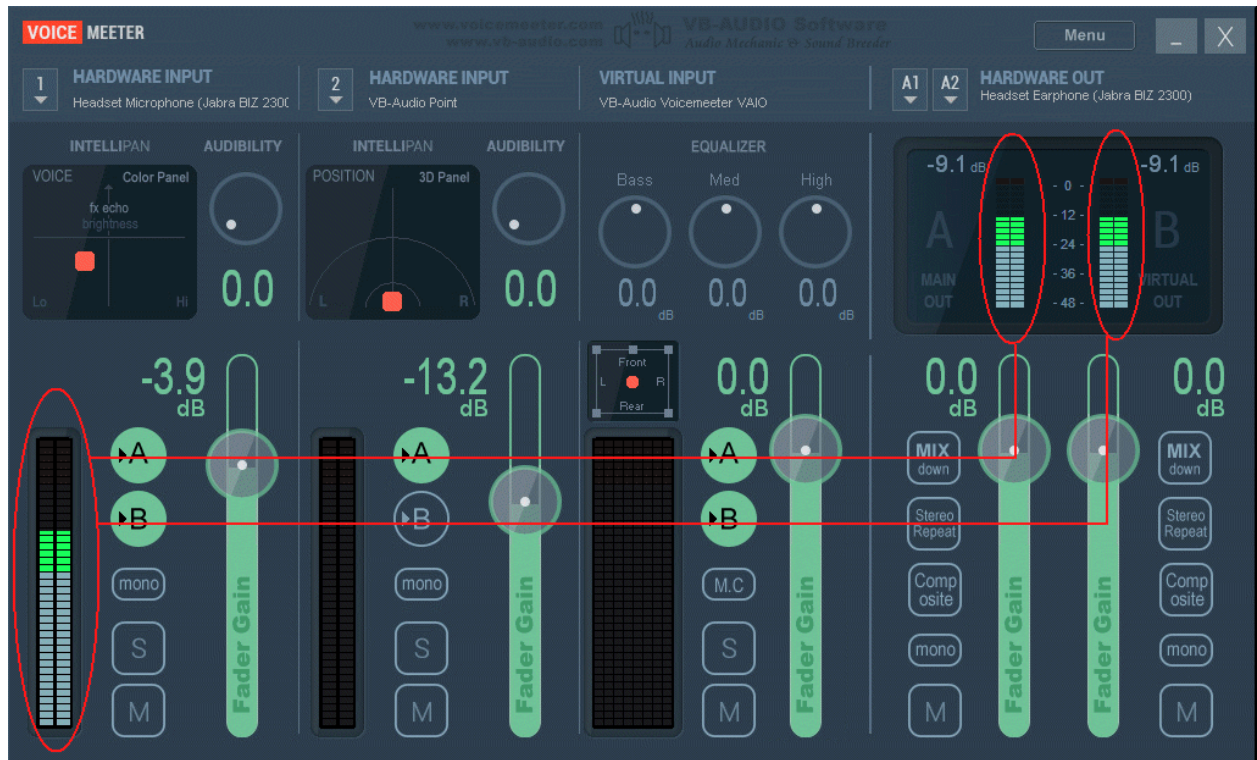 VOICE MEETER
www.voicemeeter.com
www.vb-audio.com
VB-AUDIO Software
Audio Mechanic & Sound Breeder
Menu
_ X
1
HARDWARE INPUT
Headset Microphone (Jabra BIZ 230(
2
HARDWARE INPUT
VB-Audio Point
VIRTUAL INPUT
VB-Audio Voicemeeter VAIO
A1 A2
HARDWARE OUT
Headset Earphone (Jabra BIZ 2300)
INTELLIPAN
AUDIBILITY
VOICE
Color Panel
fx echo
brightness
Lo
Hi
0.0
INTELLIPAN
AUDIBILITY
POSITION
3D Panel
L
R
0.0
EQUALIZER
Bass Med High
0.0 0.0 0.0
dB dB dB
-9.1 dB
-9.1 dB
A
MAIN
OUT
- 0 -
- 12 -
- 24 -
- 36 -
- 48 -
B
VIRTUAL
OUT
-3.9
dB
A
B
mono
S
M
Fader Gain
-13.2
dB
A
B
mono
S
M
Fader Gain
Front
L R
Rear
0.0
dB
A
B
M.C
S
M
Fader Gain
0.0
dB
MIX
down
Stereo
Repeat
Comp
osite
mono
M
Fader Gain
Fader Gain
0.0
dB
MIX
down
Stereo
Repeat
Comp
osite
mono
M